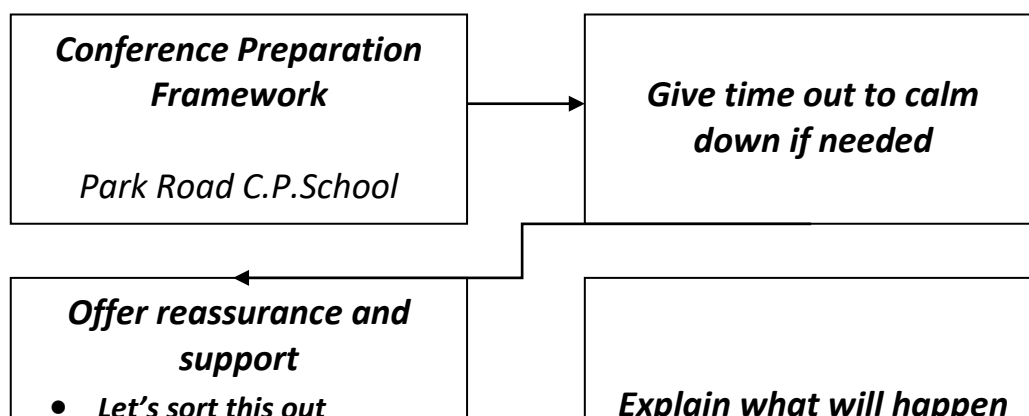 Conference Preparation
Framework
Park Road C.P.School
Give time out to calm
down if needed
Offer reassurance and
support
• Let's sort this out
Explain what will happen